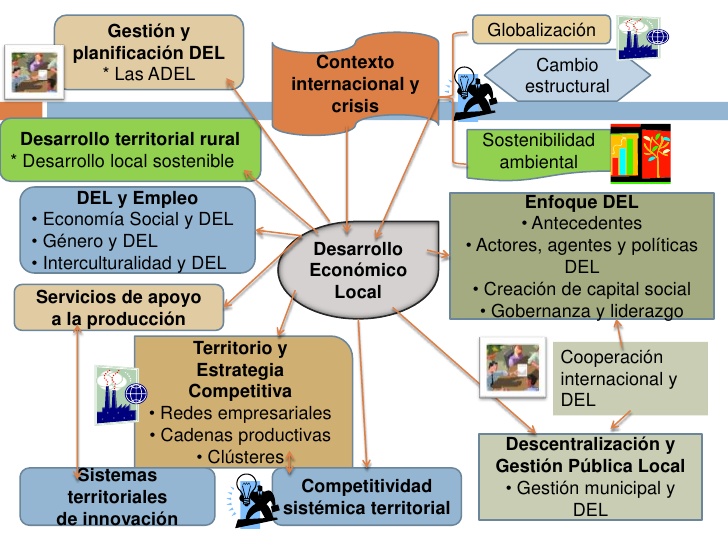 Gestión y
planificación DEL
* Las ADEL
Contexto
internacional y
crisis
Globalización
Cambio
estructural
Sostenibilidad
ambiental
Desarrollo territorial rural
* Desarrollo local sostenible
DEL y Empleo
• Economía Social y DEL
• Género y DEL
• Interculturalidad y DEL
Desarrollo
Económico
Local
Enfoque DEL
• Antecedentes
• Actores, agentes y políticas
DEL
• Creación de capital social
• Gobernanza y liderazgo
Servicios de apoyo
a la producción
Territorio y
Estrategia
Competitiva
• Redes empresariales
• Cadenas productivas
• Clústeres
Cooperación
internacional y
DEL
Descentralización y
Gestión Pública Local
• Gestión municipal y
DEL
Sistemas
territoriales
de innovación
Competitividad
sistémica territorial